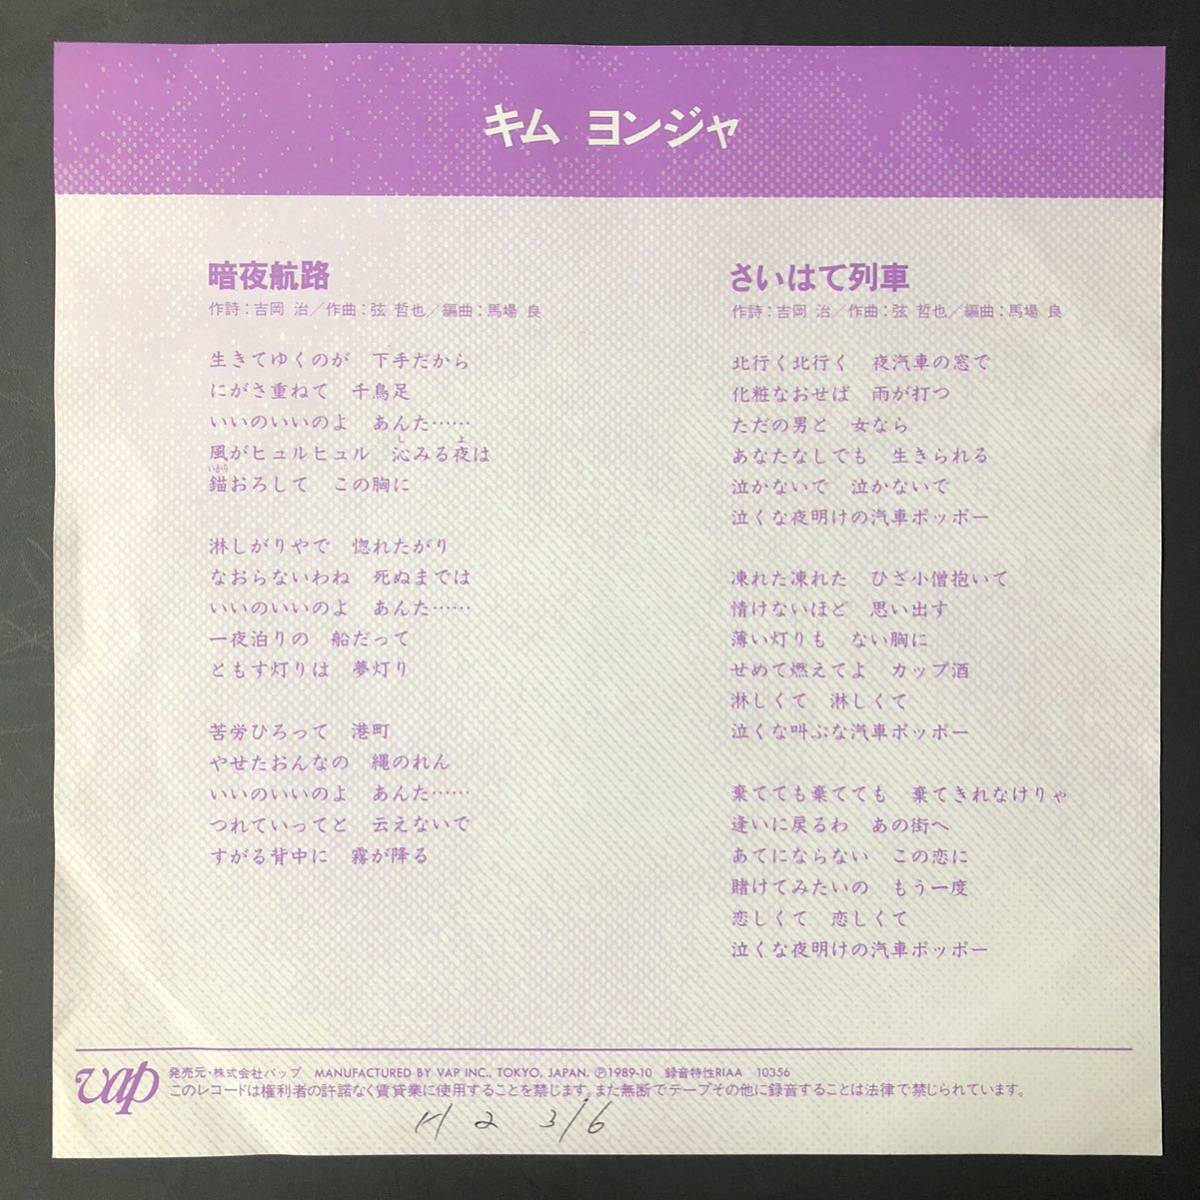 キム ヨンジャ
暗夜航路
作詩：吉岡 治／作曲：弦 哲也／編曲：馬場 良
生きてゆくのが 下手だから
にがさ重ねて 千鳥足
いいのいいのよ あんた……
風がヒュルヒュル 沁みる夜は
錨おろして この胸に
淋しがりやで 惚れたがり
なおらないわね 死ぬまでは
いいのいいのよ あんた……
一夜泊りの 船だって
ともす灯りは 夢灯り
苦労ひろって 港町
やせたおんなの 縄のれん
いいのいいのよ あんた……
つれていってと 云えないで
すがる背中に 霧が降る
さいはて列車
作詩：吉岡 治／作曲：弦 哲也／編曲：馬場 良
北行く北行く 夜汽車の窓で
化粧なおせば 雨が打つ
ただの男と 女なら
あなたなしでも 生きられる
泣かないで 泣かないで
泣くな夜明けの汽車ポッポー
凍れた凍れた ひざ小僧抱いて
情けないほど 思い出す
薄い灯りも ない胸に
せめて燃えてよ カップ酒
淋しくて 淋しくて
泣くな叫ぶな汽車ポッポー
棄てても棄てても 棄てきれなけりゃ
逢いに戻るわ あの街へ
あてにならない この恋に
賭けてみたいの もう一度
恋しくて 恋しくて
泣くな夜明けの汽車ポッポー
vap
発売元・株式会社バップ MANUFACTURED BY VAP INC., TOKYO, JAPAN. Ⓟ1989-10 録音特性RIAA 10356
このレコードは権利者の許諾なく賃貸業に使用することを禁じます。また無断でテープその他に録音することは法律で禁じられています。
H 2 3/6